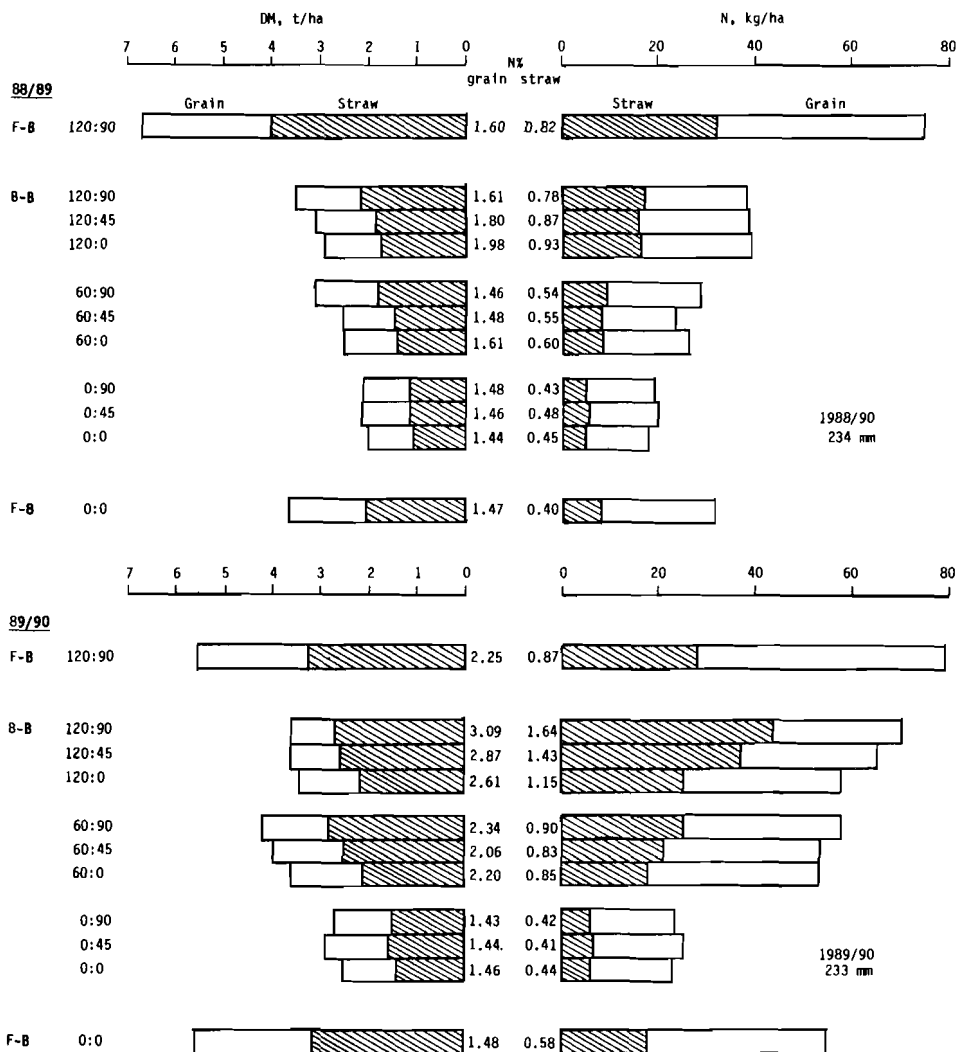 DM, t/ha N, kg/ha
7 6 5 4 3 2 1 0 0 20 40 60 80
N%
grain straw
88/89
Grain Straw Straw Grain
F-B 120:90 1.60 0.82
B-B 120:90 1.61 0.78
120:45 1.80 0.87
120:0 1.98 0.93
60:90 1.46 0.54
60:45 1.48 0.55
60:0 1.61 0.60
0:90 1.48 0.43
0:45 1.46 0.48
1988/90
0:0 1.44 0.45
234 mm
F-B 0:0 1.47 0.40
7 6 5 4 3 2 1 0 0 20 40 60 80
89/90
F-B 120:90 2.25 0.87
B-B 120:90 3.09 1.64
120:45 2.87 1.43
120:0 2.61 1.15
60:90 2.34 0.90
60:45 2.06 0.83
60:0 2.20 0.85
0:90 1.43 0.42
0:45 1.44. 0.41
1989/90
0:0 1.46 0.44
233 mm
F-B 0:0 1.48 0.58